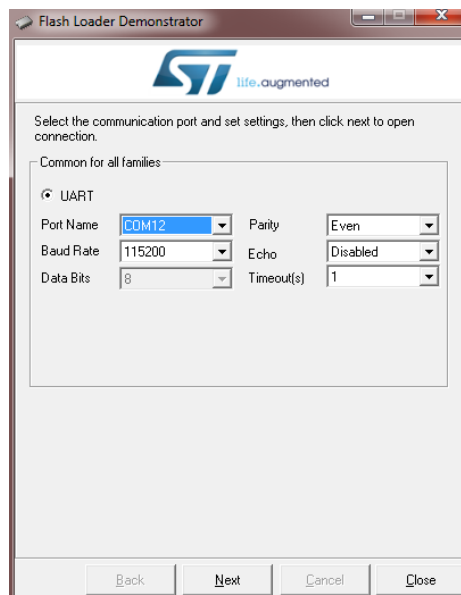 Flash Loader Demonstrator
life.augmented
Select the communication port and set settings, then click next to open
connection.
Common for all families
UART
Port Name COM12 Parity Even
Baud Rate 115200 Echo Disabled
Data Bits 8 Timeout(s) 1
Back Next Cancel Close